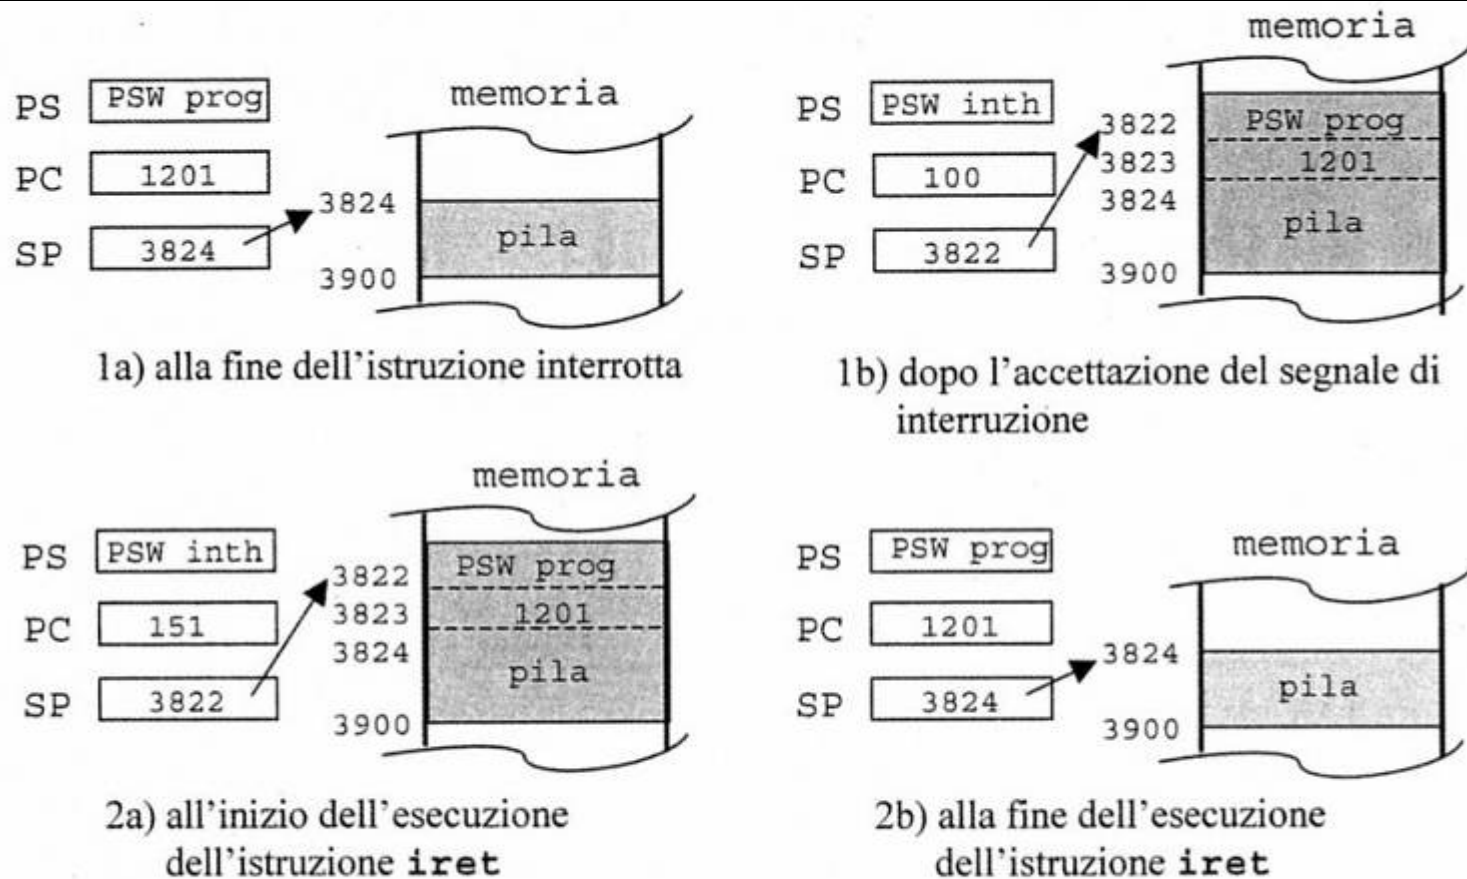 memoria
PS PSW prog
PC 1201
SP 3824
3824
pila
3900
1a) alla fine dell'istruzione interrotta
memoria
PS PSW inth
PC 100
SP 3822
3822 PSW prog
3823 1201
3824
pila
3900
1b) dopo l'accettazione del segnale di
interruzione
memoria
PS PSW inth
PC 151
SP 3822
3822 PSW prog
3823 1201
3824
pila
3900
2a) all'inizio dell'esecuzione
dell'istruzione iret
memoria
PS PSW prog
PC 1201
SP 3824
3824
pila
3900
2b) alla fine dell'esecuzione
dell'istruzione iret